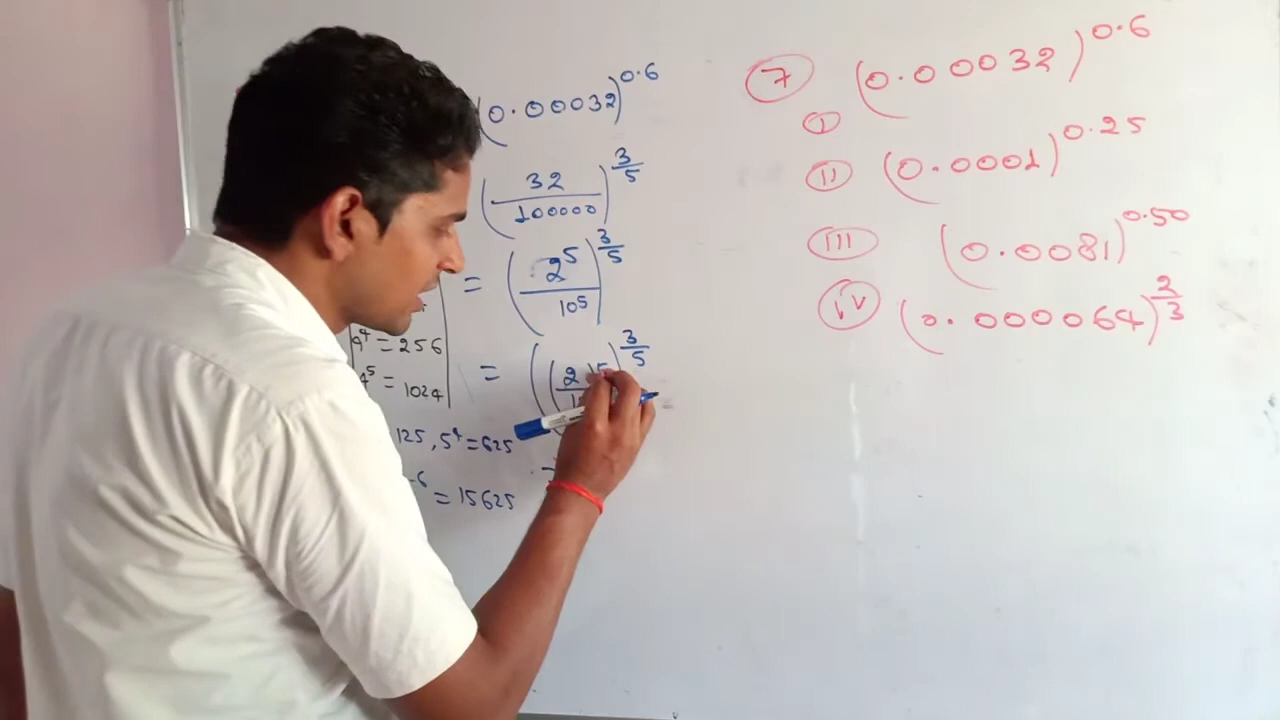 (0.00032)^0.6
(32/100000)^3/5
= (2^5/10^5)^3/5
= ((2
4^4 = 256
4^5 = 1024
125, 5^4 = 625
6 = 15625
7 (0.00032)^0.6
I
II (0.0001)^0.25
III (0.0081)^0.50
IV (0.000064)^2/3